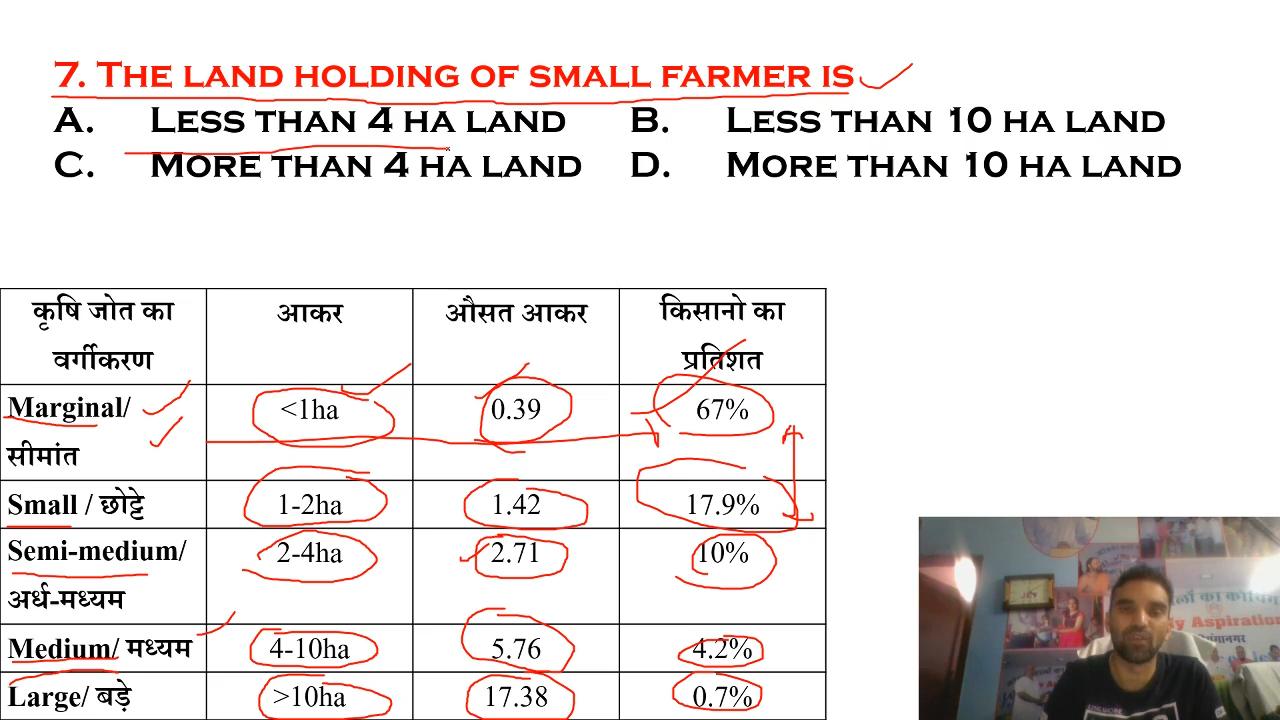 7. THE LAND HOLDING OF SMALL FARMER IS
A. LESS THAN 4 HA LAND B. LESS THAN 10 HA LAND
C. MORE THAN 4 HA LAND D. MORE THAN 10 HA LAND
कृषि जोत का वर्गीकरण आकर औसत आकर किसानो का प्रतिशत
Marginal/ सीमांत <1ha 0.39 67%
Small / छोट्टे 1-2ha 1.42 17.9%
Semi-medium/ अर्ध-मध्यम 2-4ha 2.71 10%
Medium/ मध्यम 4-10ha 5.76 4.2%
Large/ बड़े >10ha 17.38 0.7%